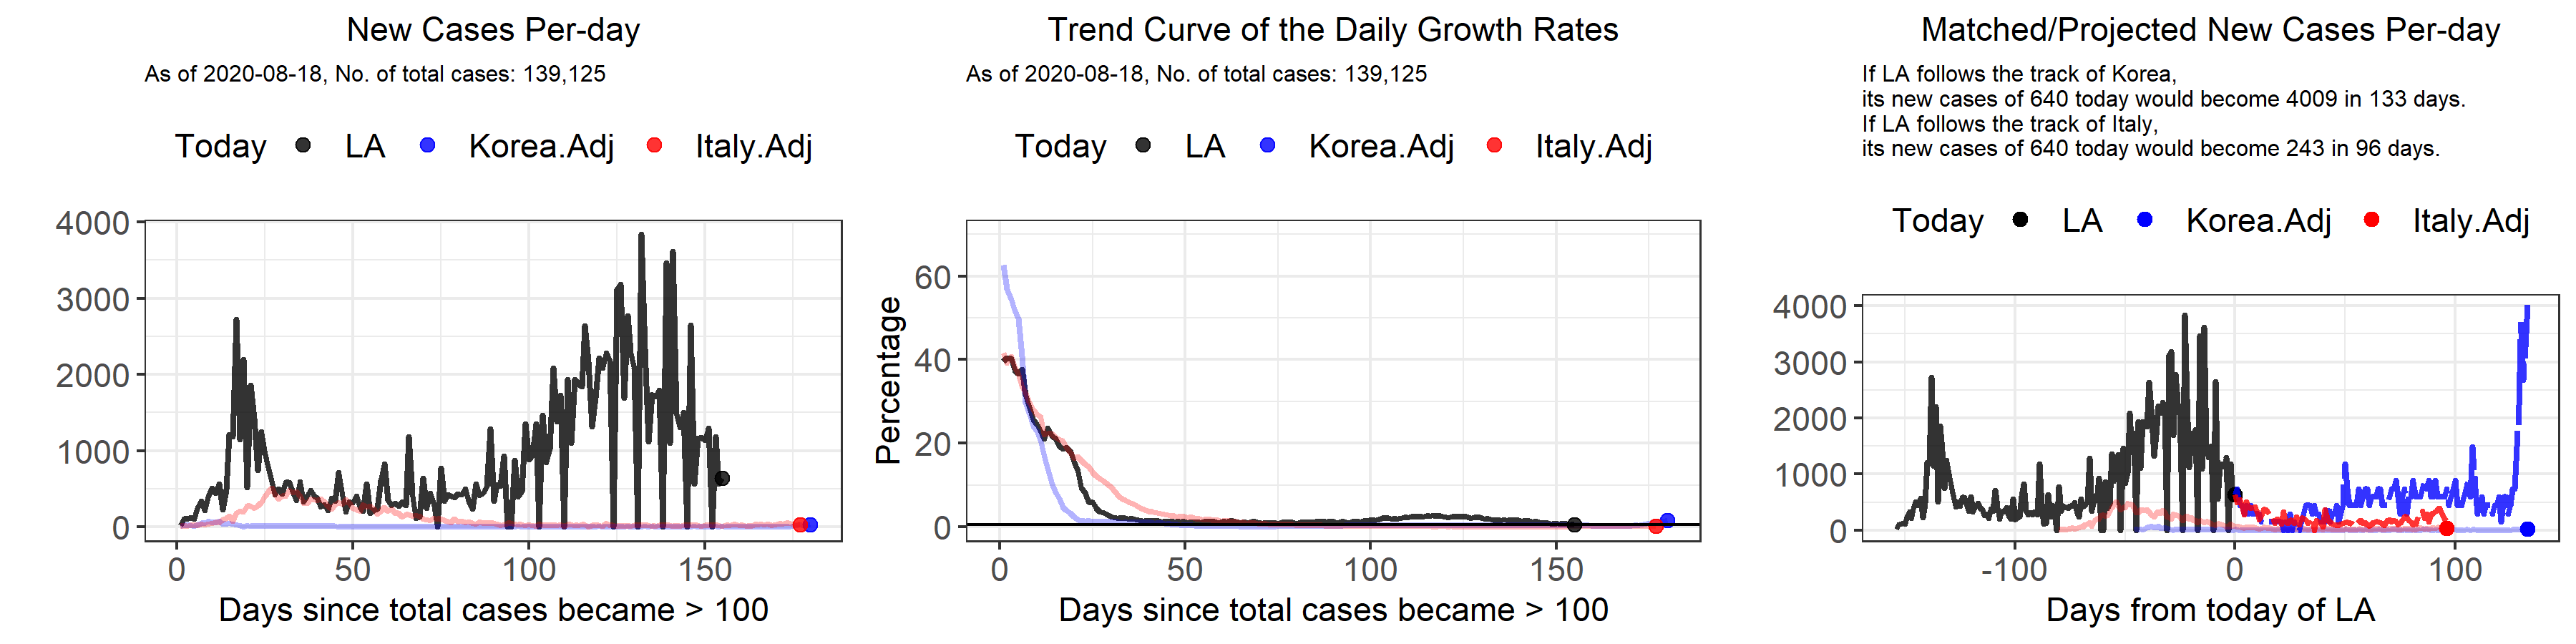 New Cases Per-day
As of 2020-08-18, No. of total cases: 139,125
Today LA Korea.Adj Italy.Adj
4000
3000
2000
1000
0
0 50 100 150
Days since total cases became > 100
Trend Curve of the Daily Growth Rates
As of 2020-08-18, No. of total cases: 139,125
Today LA Korea.Adj Italy.Adj
Percentage
60
40
20
0
0 50 100 150
Days since total cases became > 100
Matched/Projected New Cases Per-day
If LA follows the track of Korea,
its new cases of 640 today would become 4009 in 133 days.
If LA follows the track of Italy,
its new cases of 640 today would become 243 in 96 days.
Today LA Korea.Adj Italy.Adj
4000
3000
2000
1000
0
-100 0 100
Days from today of LA